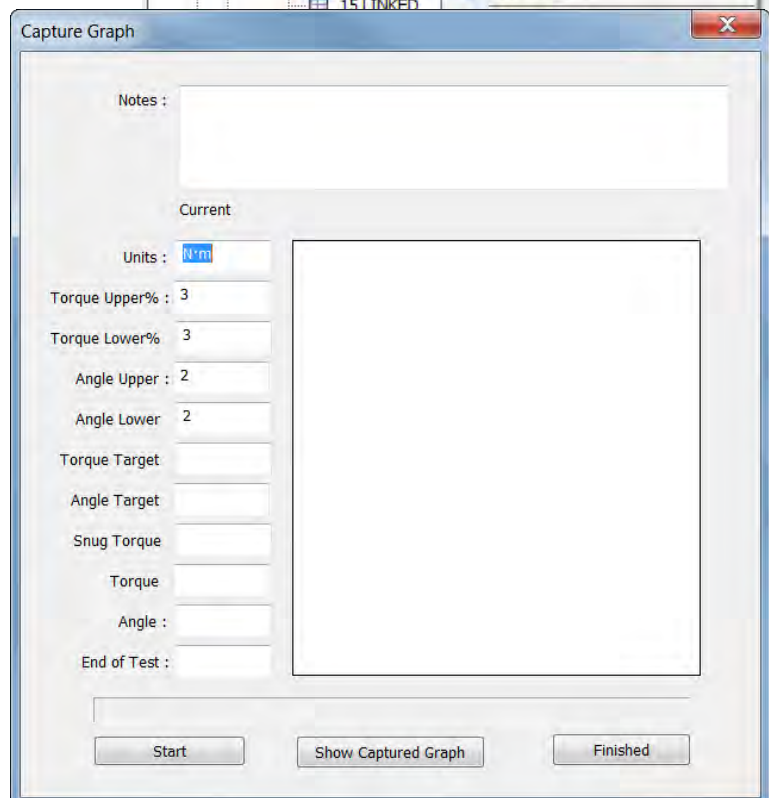 15 LINKED
Capture Graph
Notes :
Current
Units : N·m
Torque Upper% : 3
Torque Lower% 3
Angle Upper : 2
Angle Lower 2
Torque Target
Angle Target
Snug Torque
Torque
Angle :
End of Test :
Start Show Captured Graph Finished